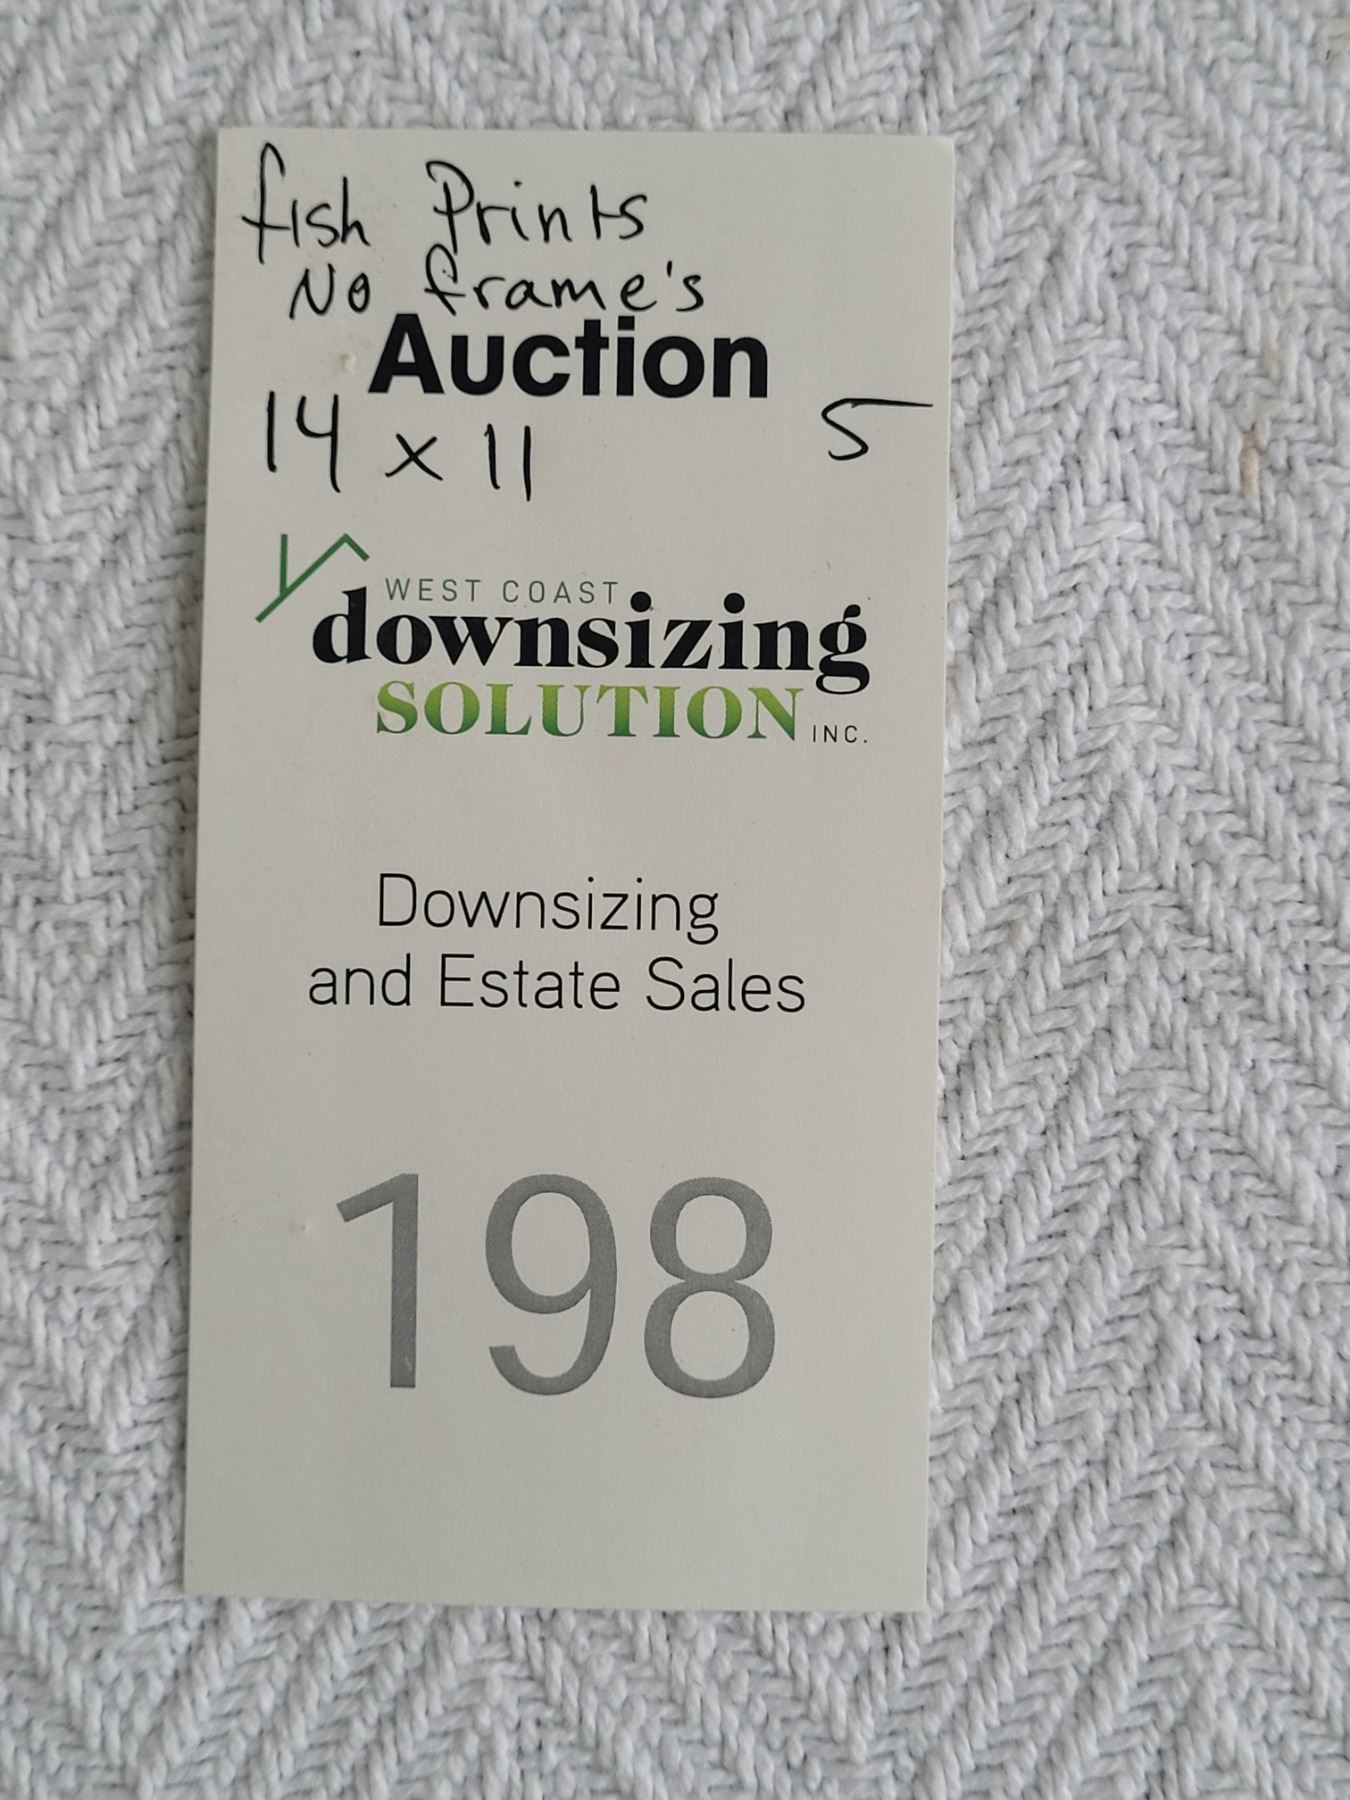 fish Prints
No frame's
Auction
14 x 11 5
WEST COAST
downsizing
SOLUTION INC.
Downsizing
and Estate Sales
198